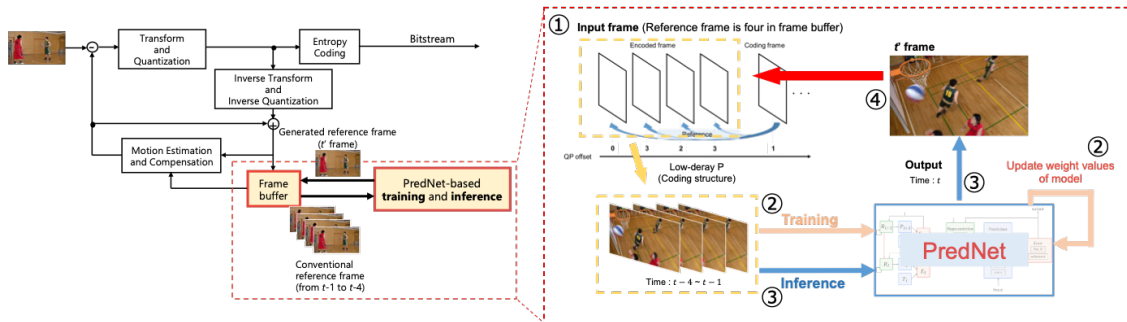 Transform
and
Quantization
Entropy
Coding
Bitstream
Inverse Transform
and
Inverse Quantization
Generated reference frame
(t' frame)
Motion Estimation
and Compensation
Frame
buffer
PredNet-based
training and inference
Conventional
reference frame
(from t-1 to t-4)
① Input frame (Reference frame is four in frame buffer)
Encoded frame
Coding frame
. . .
Reference
0 3 2 3 1
QP offset
Low-deray P
(Coding structure)
t' frame
④
Output
Time : t
③
②
Update weight values
of model
②
Training
Time : t − 4 ~ t − 1
③
Inference
PredNet